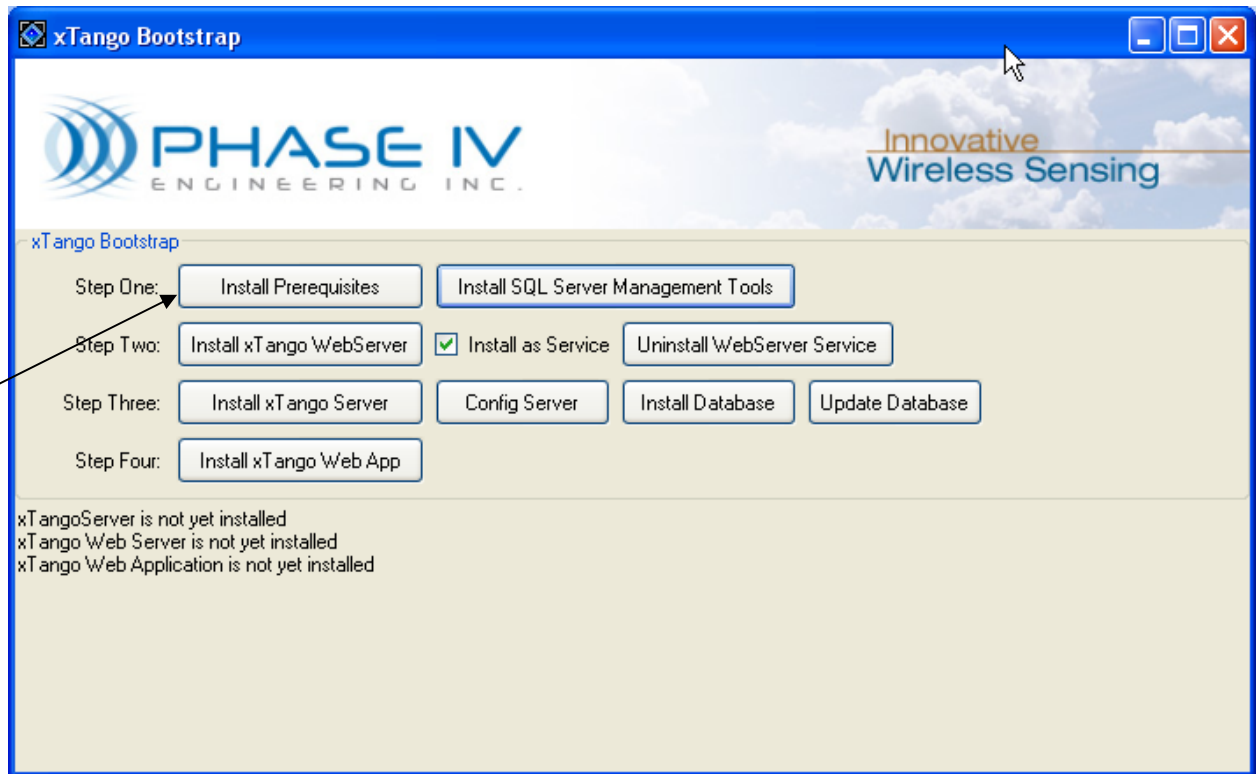 xTango Bootstrap
PHASE IV
ENGINEERING INC.
Innovative
Wireless Sensing
xTango Bootstrap
Step One: Install Prerequisites Install SQL Server Management Tools
Step Two: Install xTango WebServer Install as Service Uninstall WebServer Service
Step Three: Install xTango Server Config Server Install Database Update Database
Step Four: Install xTango Web App
xTangoServer is not yet installed
xTango Web Server is not yet installed
xTango Web Application is not yet installed